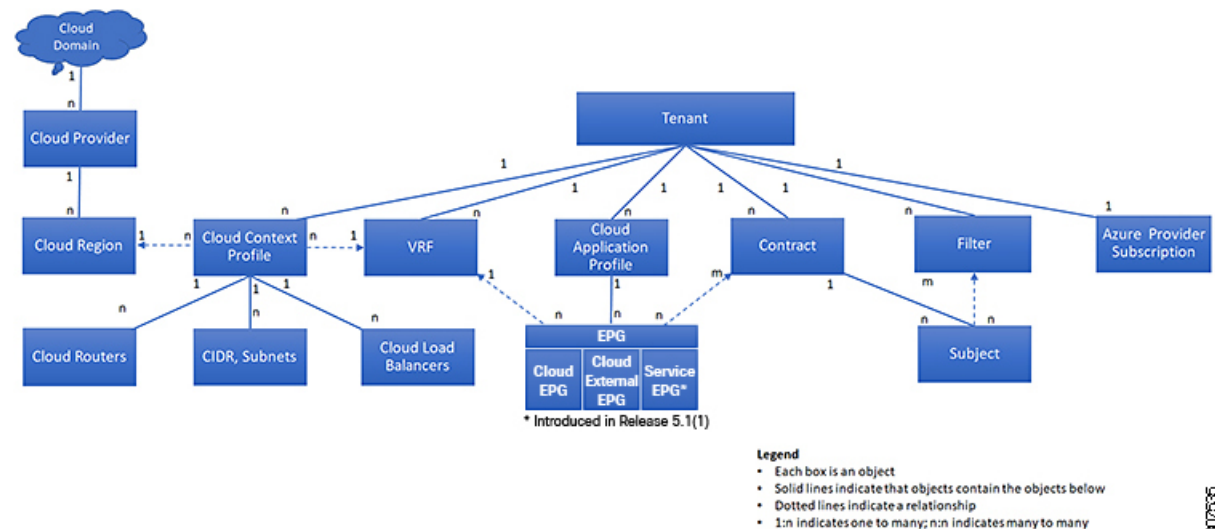 Cloud
Domain
1
n
Cloud Provider
1
n
Cloud Region
Tenant
1
1
1
1
1
1
n
n
n
n
n
1
Cloud Context
Profile
VRF
Cloud
Application
Profile
Contract
Filter
Azure Provider
Subscription
1
n
n
1
1
1
1
n
n
n
Cloud Routers
CIDR, Subnets
Cloud Load
Balancers
1
1
m
n
n
n
EPG
Cloud
EPG
Cloud
External
EPG
Service
EPG*
* Introduced in Release 5.1(1)
1
m
n
n
Subject
Legend
• Each box is an object
• Solid lines indicate that objects contain the objects below
• Dotted lines indicate a relationship
• 1:n indicates one to many; n:n indicates many to many